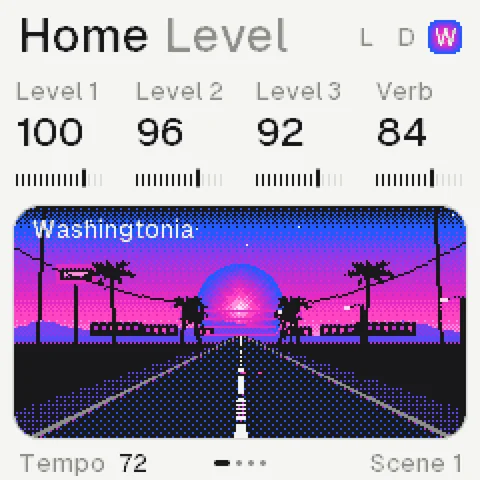 Home Level L D W
Level 1 Level 2 Level 3 Verb
100 96 92 84
Washingtonia
Tempo 72 Scene 1